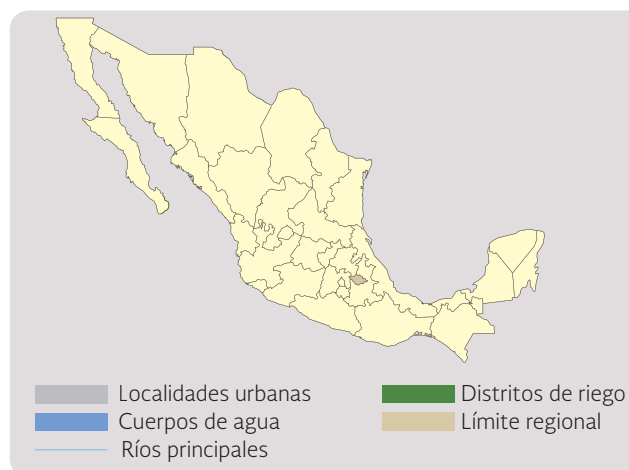 Localidades urbanas
Cuerpos de agua
Ríos principales
Distritos de riego
Límite regional